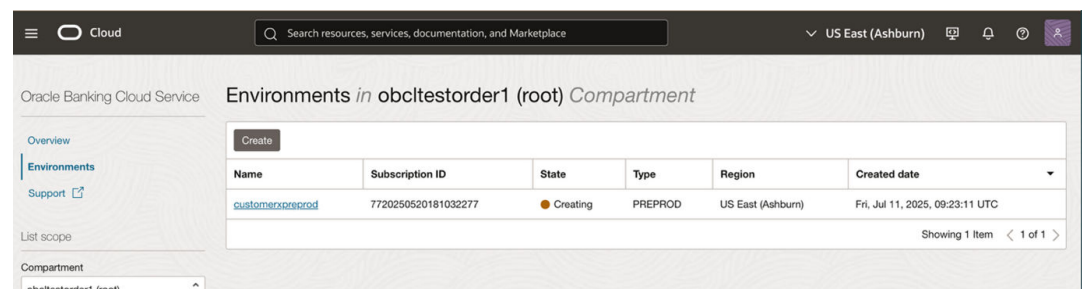 Cloud
Search resources, services, documentation, and Marketplace
US East (Ashburn)
Oracle Banking Cloud Service
Overview
Environments
Support
List scope
Compartment
obcltestorder1 (root)
Environments in obcltestorder1 (root) Compartment
Create
Name Subscription ID State Type Region Created date
customerxpreprod 7720250520181032277 Creating PREPROD US East (Ashburn) Fri, Jul 11, 2025, 09:23:11 UTC
Showing 1 Item < 1 of 1 >